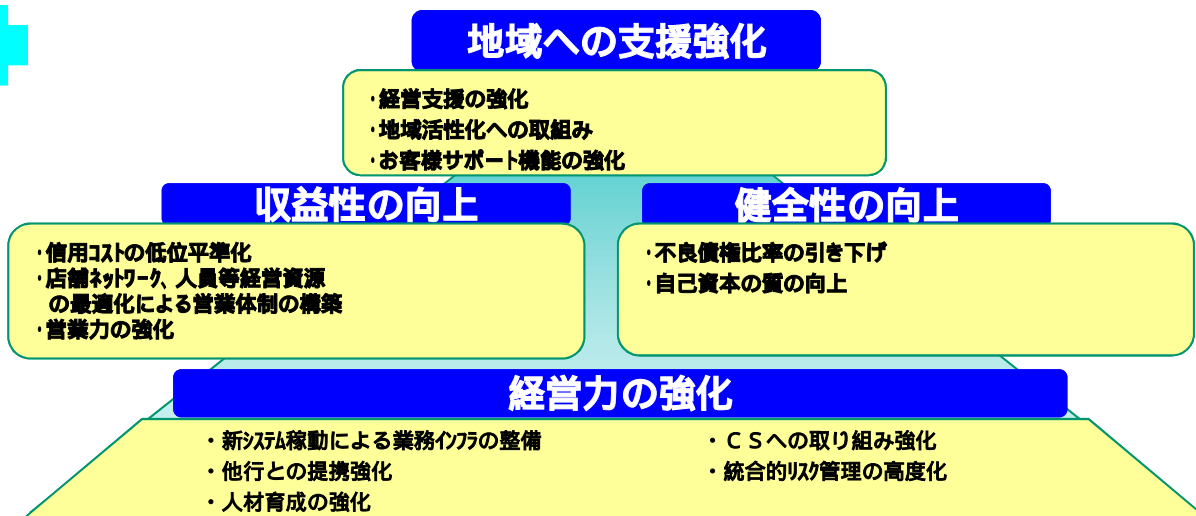 地域への支援強化
・経営支援の強化
・地域活性化への取組み
・お客様サポート機能の強化
収益性の向上
・信用ｺｽﾄの低位平準化
・店舗ﾈｯﾄﾜｰｸ、人員等経営資源
の最適化による営業体制の構築
・営業力の強化
健全性の向上
・不良債権比率の引き下げ
・自己資本の質の向上
経営力の強化
・新ｼｽﾃﾑ稼動による業務ｲﾝﾌﾗの整備
・他行との提携強化
・人材育成の強化
・ＣＳへの取り組み強化
・統合的ﾘｽｸ管理の高度化